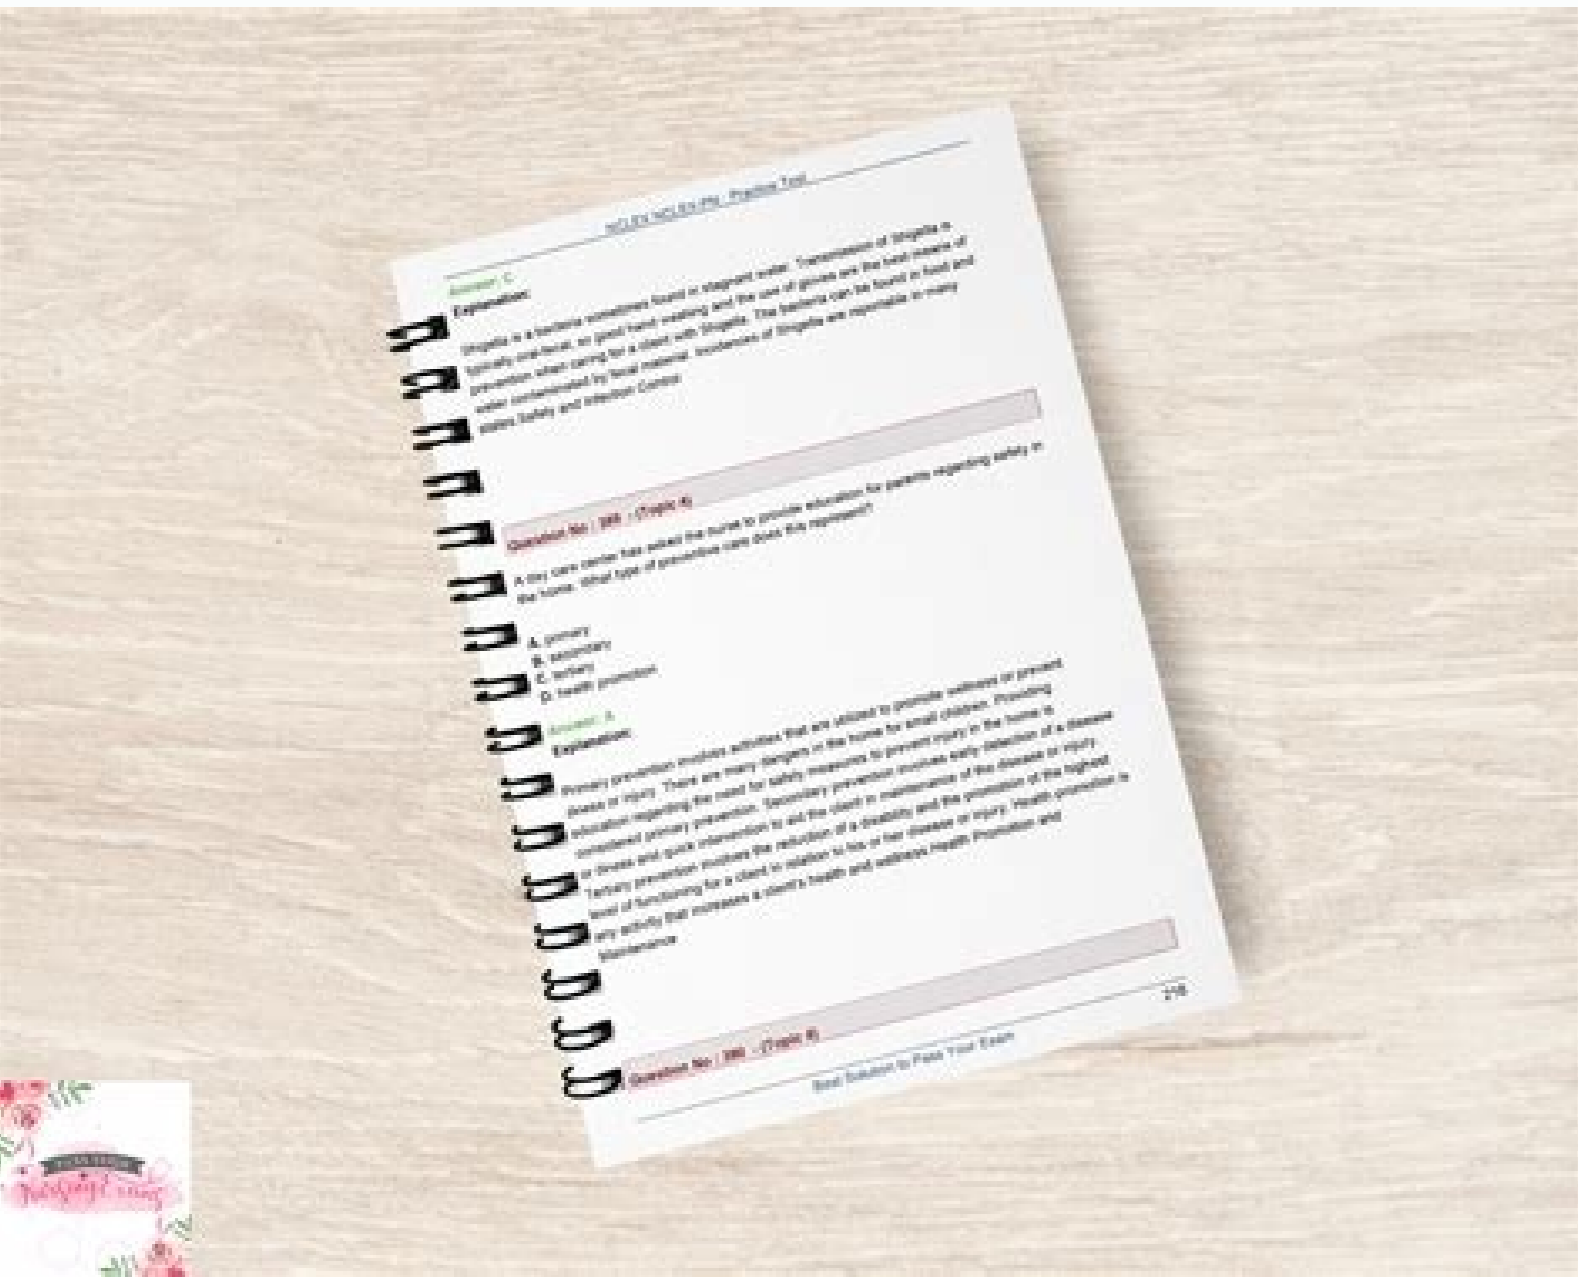 NCLEX NCLEX-PN : Practice Test
Answer: C
Explanation:
Shigella is a bacteria sometimes found in stagnant water. Transmission of Shigella is
typically oral-fecal, so good hand washing and the use of gloves are the best means of
prevention when caring for a client with Shigella. The bacteria can be found in food and
water contaminated by fecal material. Incidences of Shigella are reportable in many
states.Safety and Infection Control
Question No : - (Topic
A day care center has asked the nurse to provide education for parents regarding safety in
the home. What type of preventive care does this represent?
A. primary
B. secondary
C. tertiary
D. health promotion
Answer: A
Explanation:
Primary prevention involves activities that are utilized to promote wellness or prevent
illness or injury. There are many dangers in the home for small children. Providing
education regarding the need for safety measures to prevent injury in the home is
considered primary prevention. Secondary prevention involves early detection of a disease
or illness and quick intervention to aid the client in maintenance of the disease or injury.
Tertiary prevention involves the reduction of a disability and the promotion of the highest
level of functioning for a client in relation to his or her disease or injury. Health promotion is
any activity that increases a client's health and wellness.Health Promotion and
Maintenance
Question No : - (Topic
Best Solution to Pass Your Exam